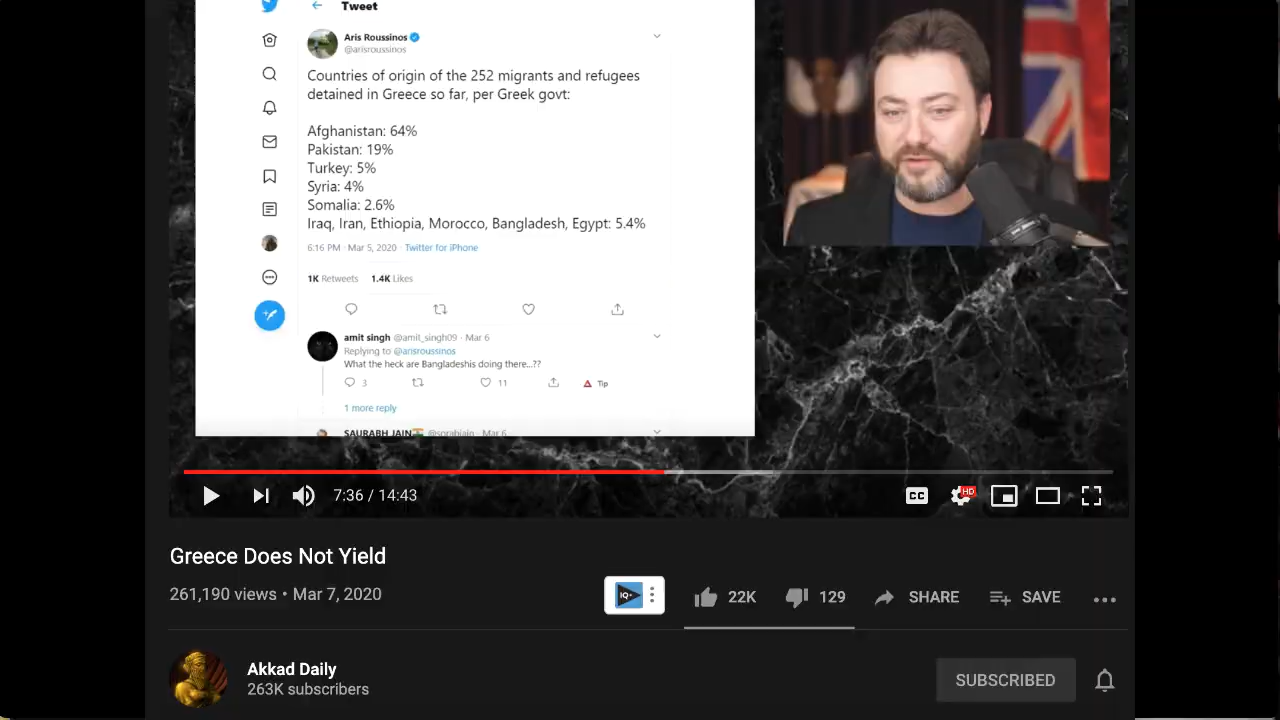 Tweet
Aris Roussinos
@arisroussinos
Countries of origin of the 252 migrants and refugees
detained in Greece so far, per Greek govt:
Afghanistan: 64%
Pakistan: 19%
Turkey: 5%
Syria: 4%
Somalia: 2.6%
Iraq, Iran, Ethiopia, Morocco, Bangladesh, Egypt: 5.4%
6:16 PM · Mar 5, 2020 Twitter for iPhone
1K Retweets 1.4K Likes
amit singh @amit_singh09 · Mar 6
Replying to @arisroussinos
What the heck are Bangladeshis doing there...??
3 11 Tip
1 more reply
SAURABH JAIN @sorabjain · Mar 6
7:36 / 14:43
CC HD
Greece Does Not Yield
261,190 views • Mar 7, 2020
IQ+ 22K 129 SHARE SAVE
Akkad Daily
263K subscribers
SUBSCRIBED